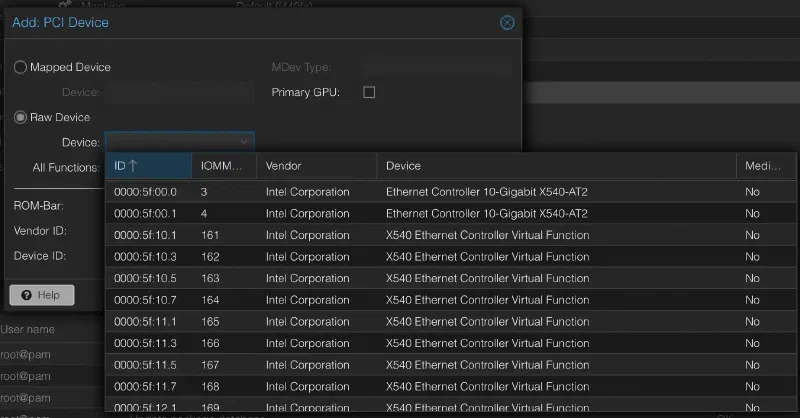 Machine Default (i440fx)
Add: PCI Device
Mapped Device MDev Type:
Device: Primary GPU:
Raw Device
Device:
All Functions:
ID IOMM... Vendor Device Medi...
0000:5f:00.0 3 Intel Corporation Ethernet Controller 10-Gigabit X540-AT2 No
ROM-Bar: 0000:5f:00.1 4 Intel Corporation Ethernet Controller 10-Gigabit X540-AT2 No
Vendor ID: 0000:5f:10.1 161 Intel Corporation X540 Ethernet Controller Virtual Function No
Device ID: 0000:5f:10.3 162 Intel Corporation X540 Ethernet Controller Virtual Function No
0000:5f:10.5 163 Intel Corporation X540 Ethernet Controller Virtual Function No
Help 0000:5f:10.7 164 Intel Corporation X540 Ethernet Controller Virtual Function No
0000:5f:11.1 165 Intel Corporation X540 Ethernet Controller Virtual Function No
User name
0000:5f:11.3 166 Intel Corporation X540 Ethernet Controller Virtual Function No
root@pam
0000:5f:11.5 167 Intel Corporation X540 Ethernet Controller Virtual Function No
root@pam
0000:5f:11.7 168 Intel Corporation X540 Ethernet Controller Virtual Function No
root@pam
0000:5f:12.1 169 Intel Corporation X540 Ethernet Controller Virtual Function No
root@pam